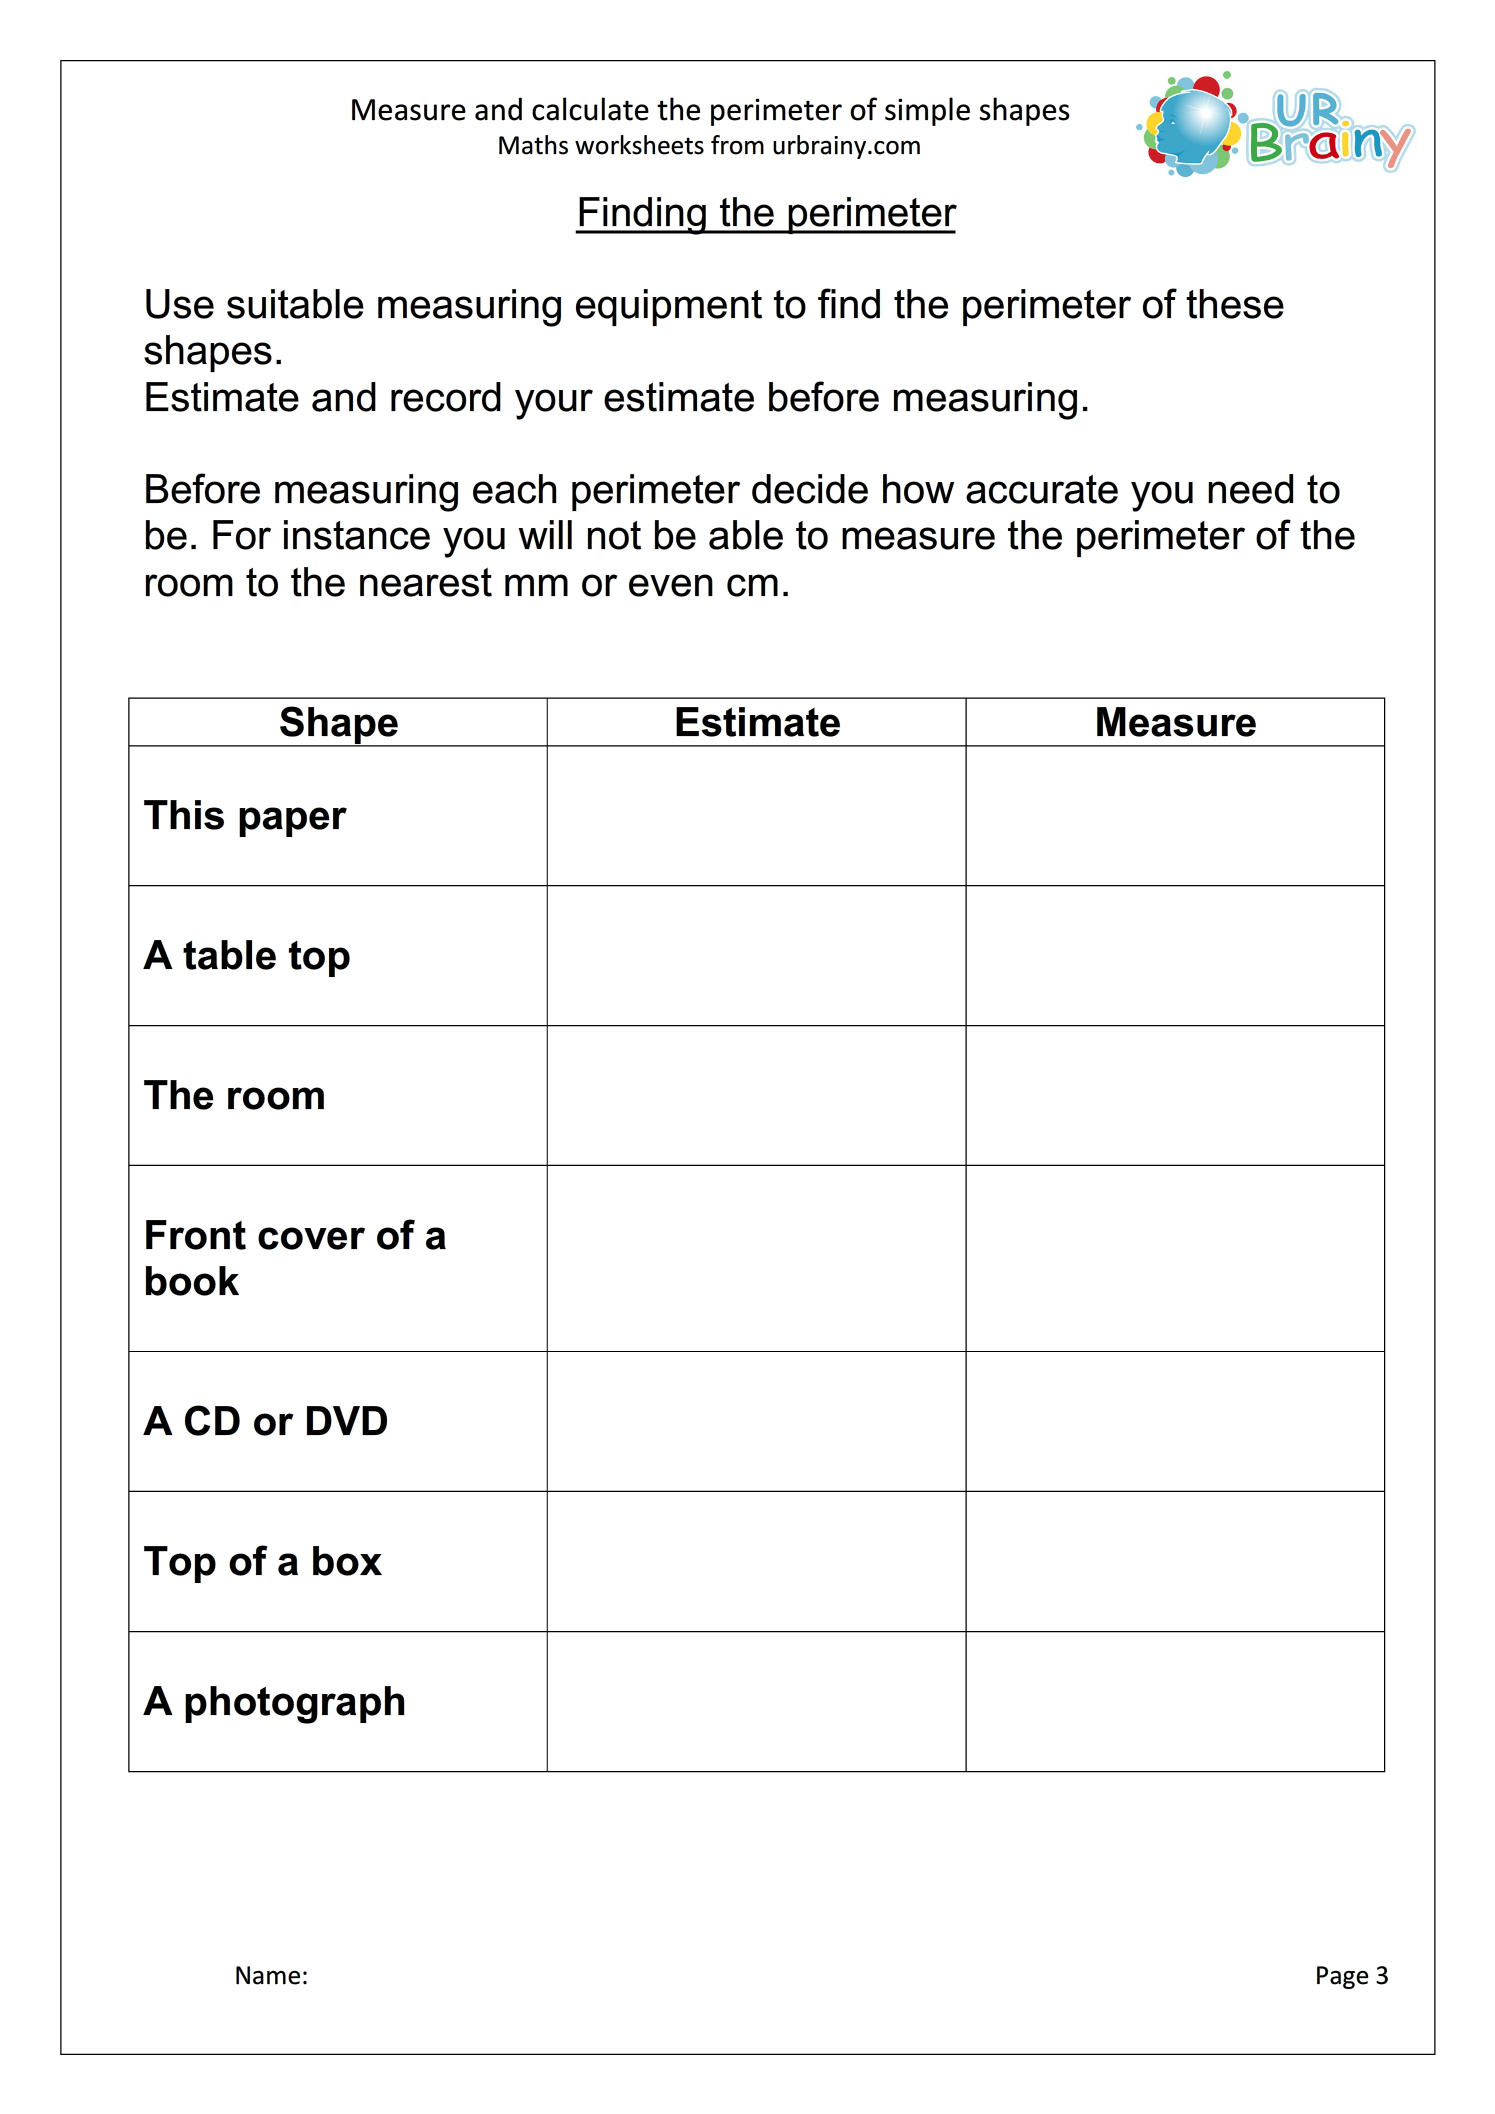 Measure and calculate the perimeter of simple shapes
Maths worksheets from urbrainy.com
UR
Brainy
Finding the perimeter
Use suitable measuring equipment to find the perimeter of these
shapes.
Estimate and record your estimate before measuring.
Before measuring each perimeter decide how accurate you need to
be. For instance you will not be able to measure the perimeter of the
room to the nearest mm or even cm.
Shape Estimate Measure
This paper
A table top
The room
Front cover of a
book
A CD or DVD
Top of a box
A photograph
Name: Page 3